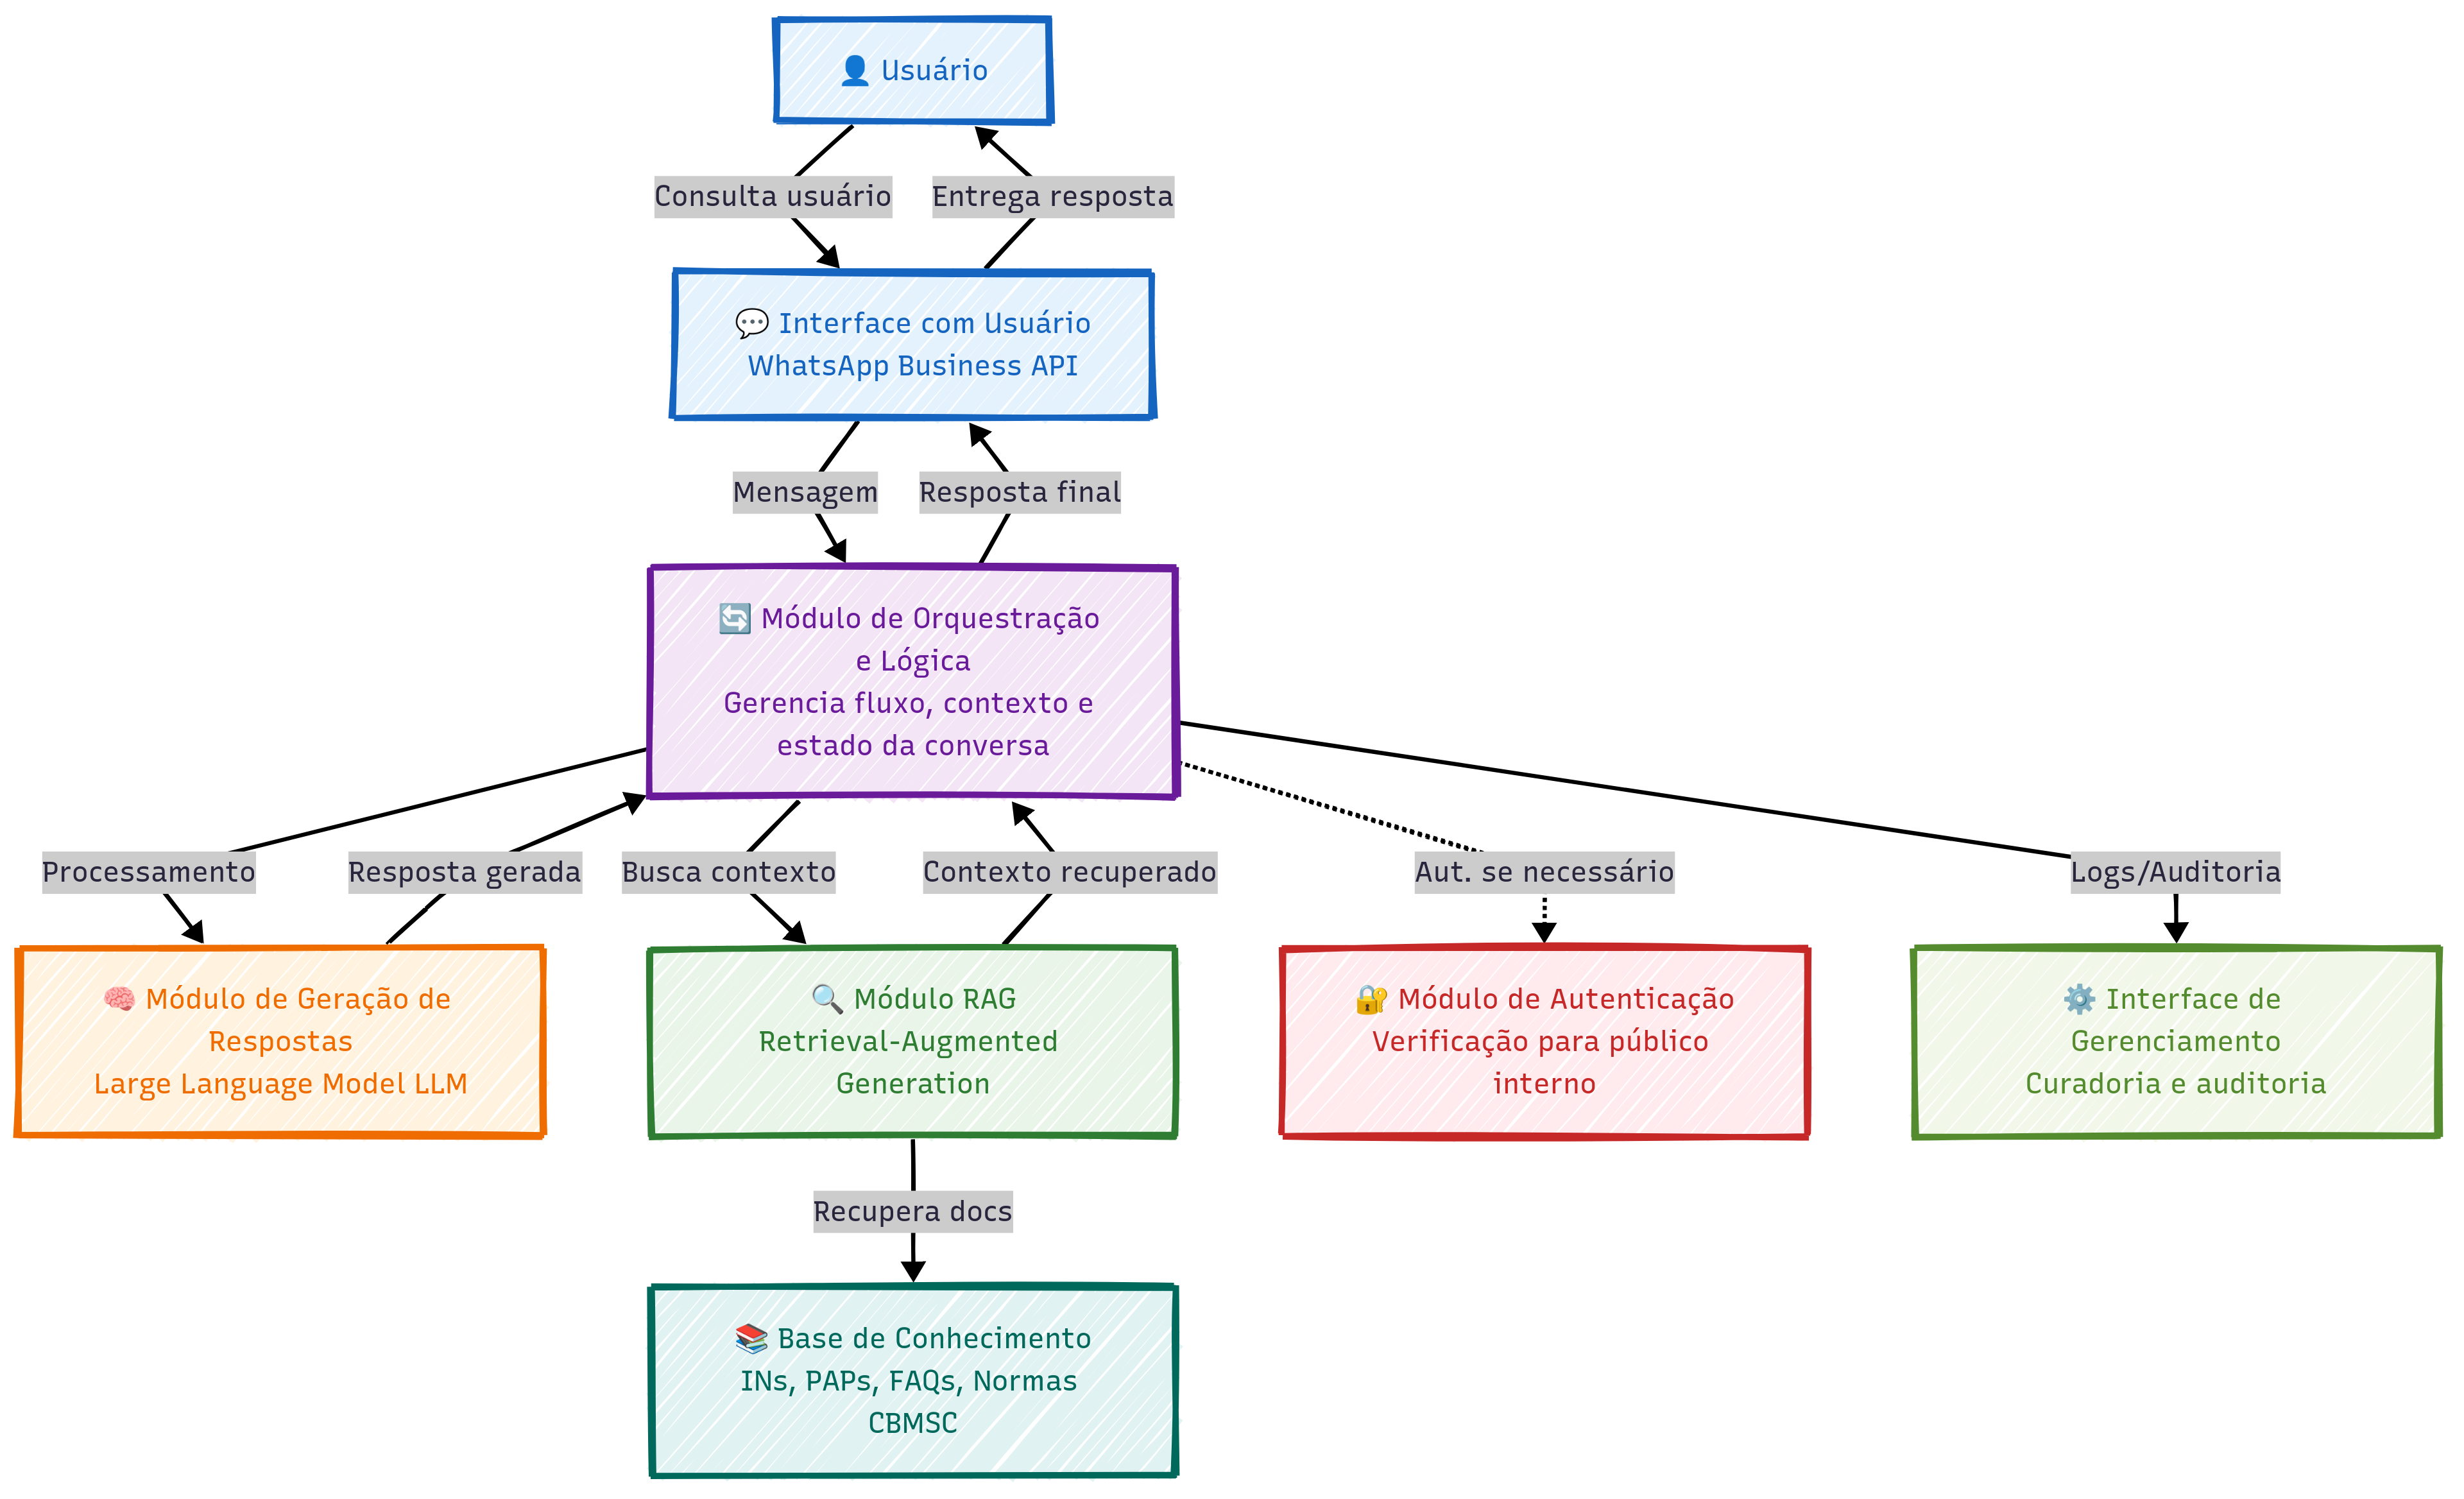 👤 Usuário
Consulta usuário
Entrega resposta
💬 Interface com Usuário
WhatsApp Business API
Mensagem
Resposta final
🔄 Módulo de Orquestração
e Lógica
Gerencia fluxo, contexto e
estado da conversa
Processamento
Resposta gerada
Busca contexto
Contexto recuperado
Aut. se necessário
Logs/Auditoria
🧠 Módulo de Geração de
Respostas
Large Language Model LLM
🔍 Módulo RAG
Retrieval-Augmented
Generation
🔐 Módulo de Autenticação
Verificação para público
interno
⚙️ Interface de
Gerenciamento
Curadoria e auditoria
Recupera docs
📚 Base de Conhecimento
INs, PAPs, FAQs, Normas
CBMSC